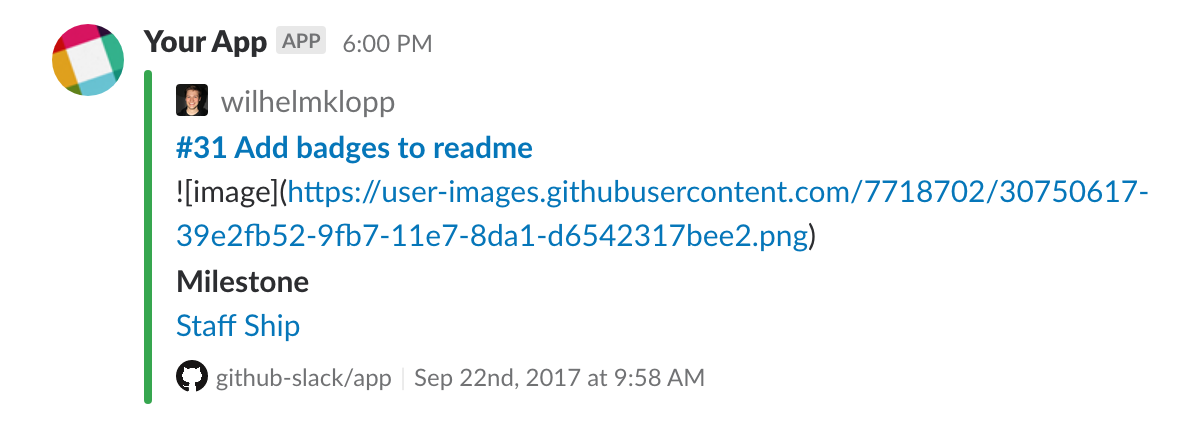 Your App APP 6:00 PM
wilhelmklopp
#31 Add badges to readme
![image](https://user-images.githubusercontent.com/7718702/30750617-
39e2fb52-9fb7-11e7-8da1-d6542317bee2.png)
Milestone
Staff Ship
github-slack/app | Sep 22nd, 2017 at 9:58 AM